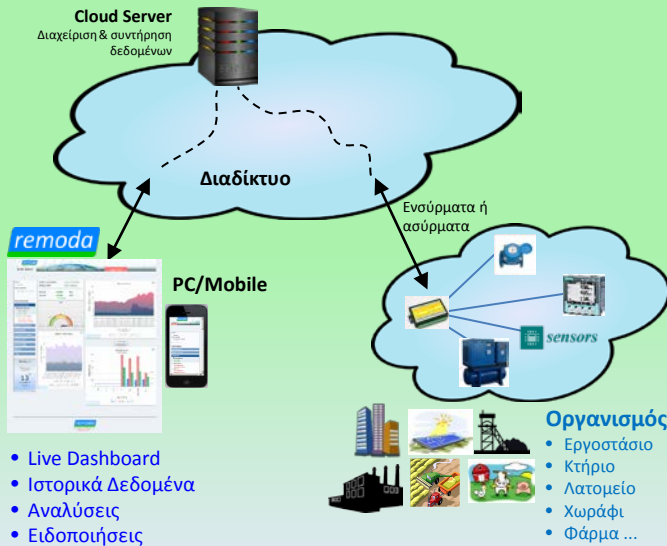 Cloud Server
Διαχείριση & συντήρηση
δεδομένων
Διαδίκτυο
Ενσύρματα ή
ασύρματα
remoda
PC/Mobile
sensors
Οργανισμός
• Εργοστάσιο
• Κτήριο
• Λατομείο
• Χωράφι
• Φάρμα ...
• Live Dashboard
• Ιστορικά Δεδομένα
• Αναλύσεις
• Ειδοποιήσεις